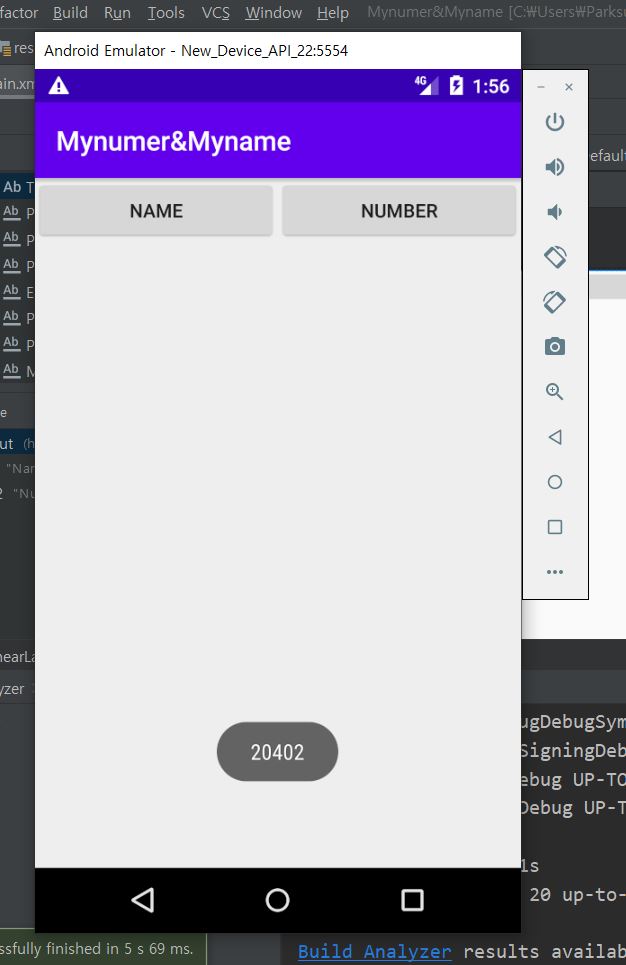 factor Build Run Tools VCS Window Help Mynumer&Myname [C:₩Users₩Parksu
res
Android Emulator - New_Device_API_22:5554
ain.xm
4G 1:56
Mynumer&Myname
efault
NAME NUMBER
Ab T
Ab P
Ab P
Ab P
Ab E
Ab P
Ab P
Ab M
e
ut (h
"Nar
2 "Nu
20402
nearLa
yzer
ugDebugSym
SigningDeb
ebug UP-TO
Debug UP-T
ls
20 up-to-
ssfully finished in 5 s 69 ms.
Build Analyzer results availab